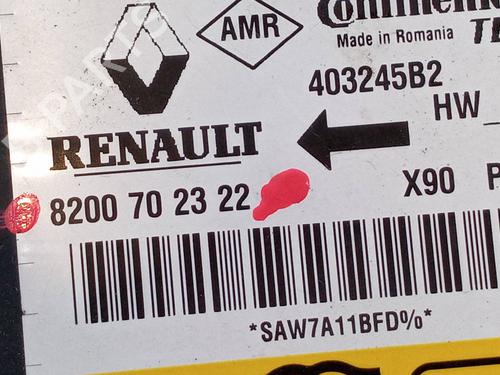 AMR
Made in Romania
403245B2
HW
RENAULT
8200 70 23 22
X90
*SAW7A11BFD%*